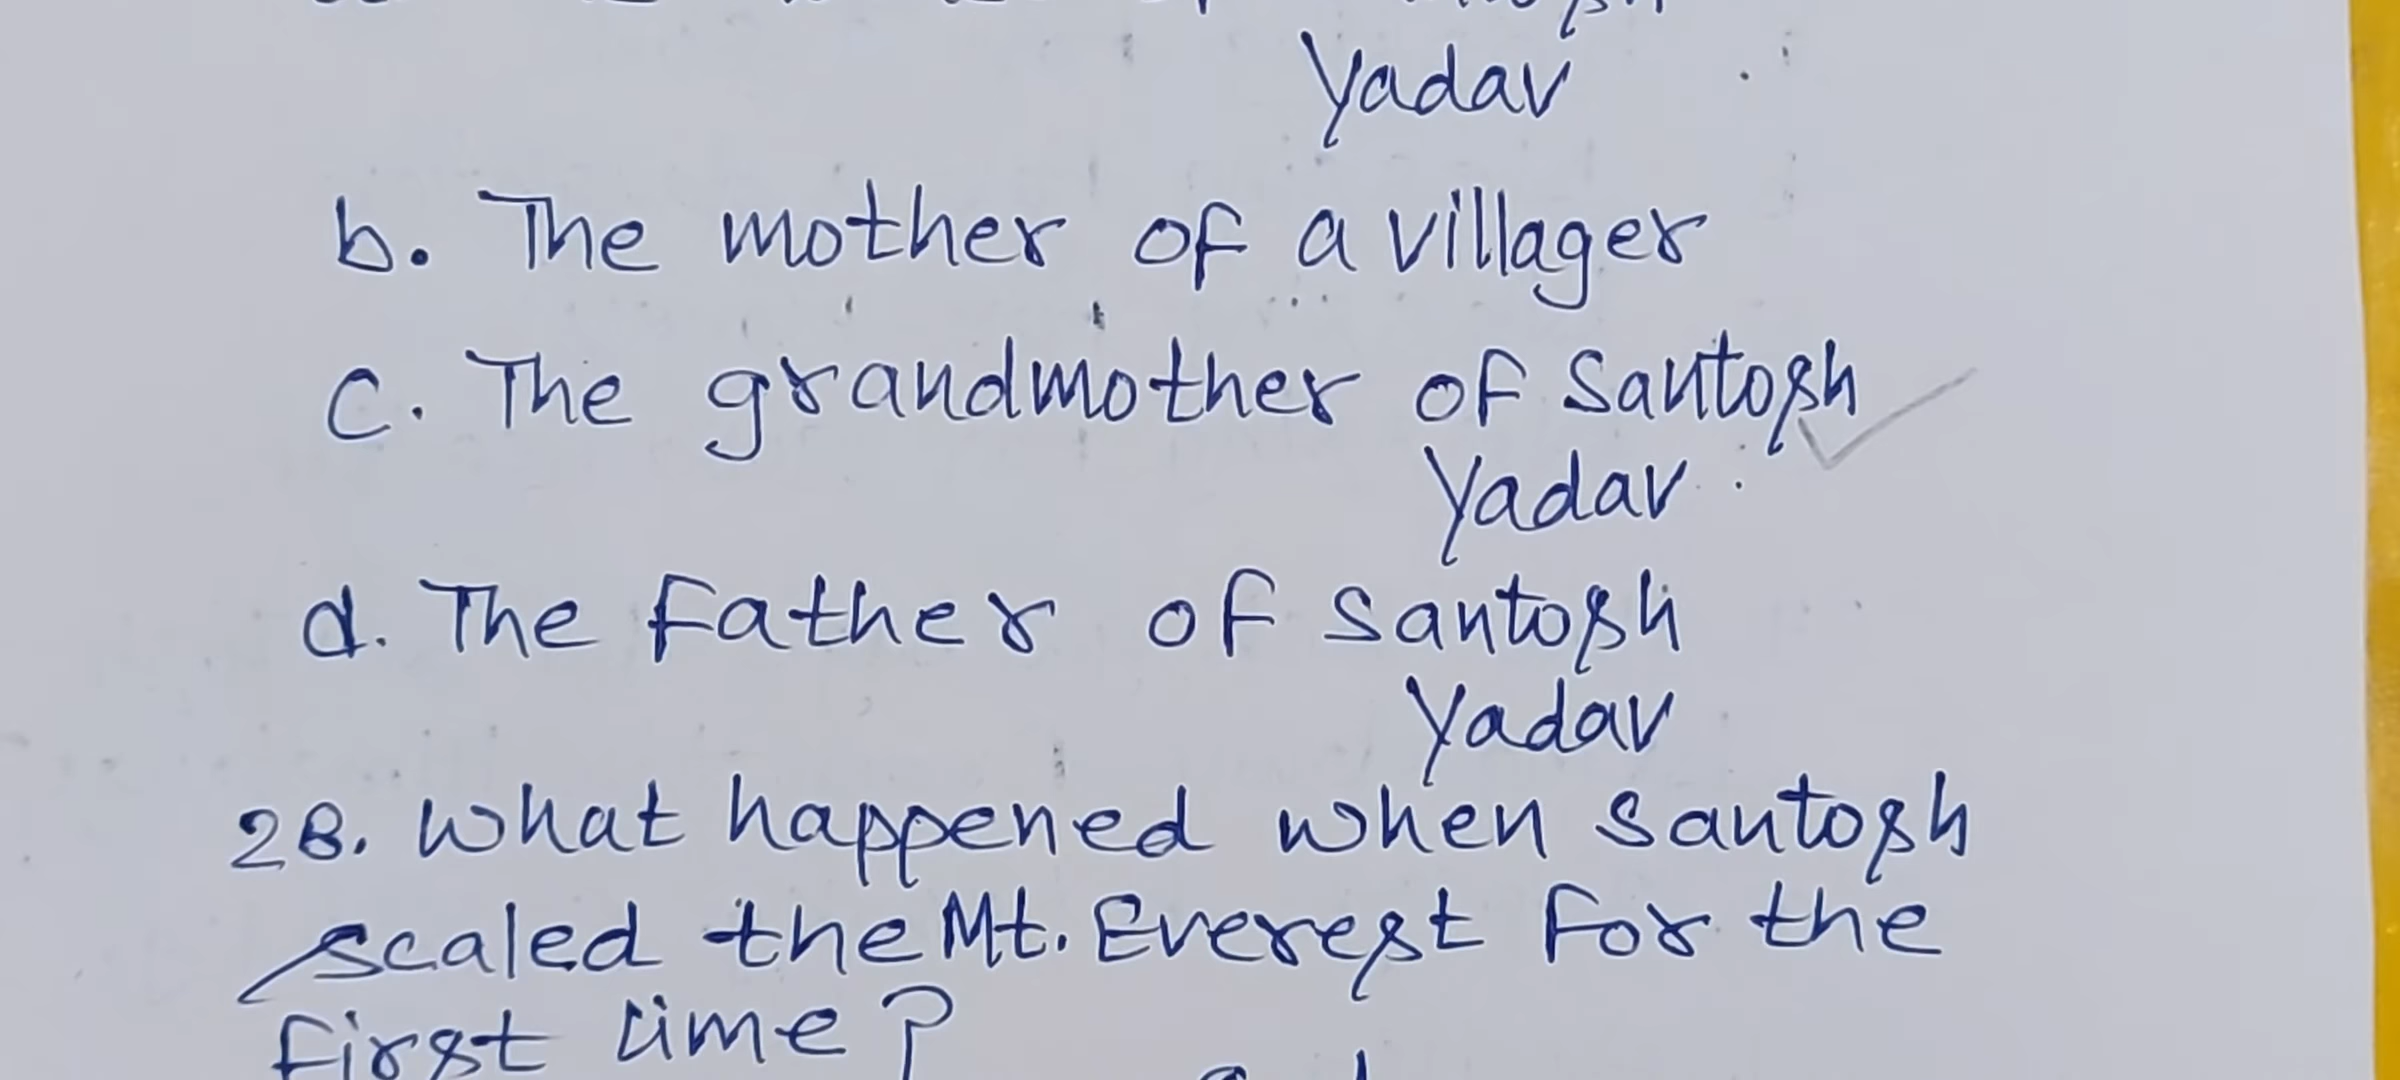 Yadav
b. The mother of a villager
c. The grandmother of Santosh
Yadav
d. The Father of Santosh
Yadav
28. What happened when Santosh
scaled the Mt. Everest for the
first time?